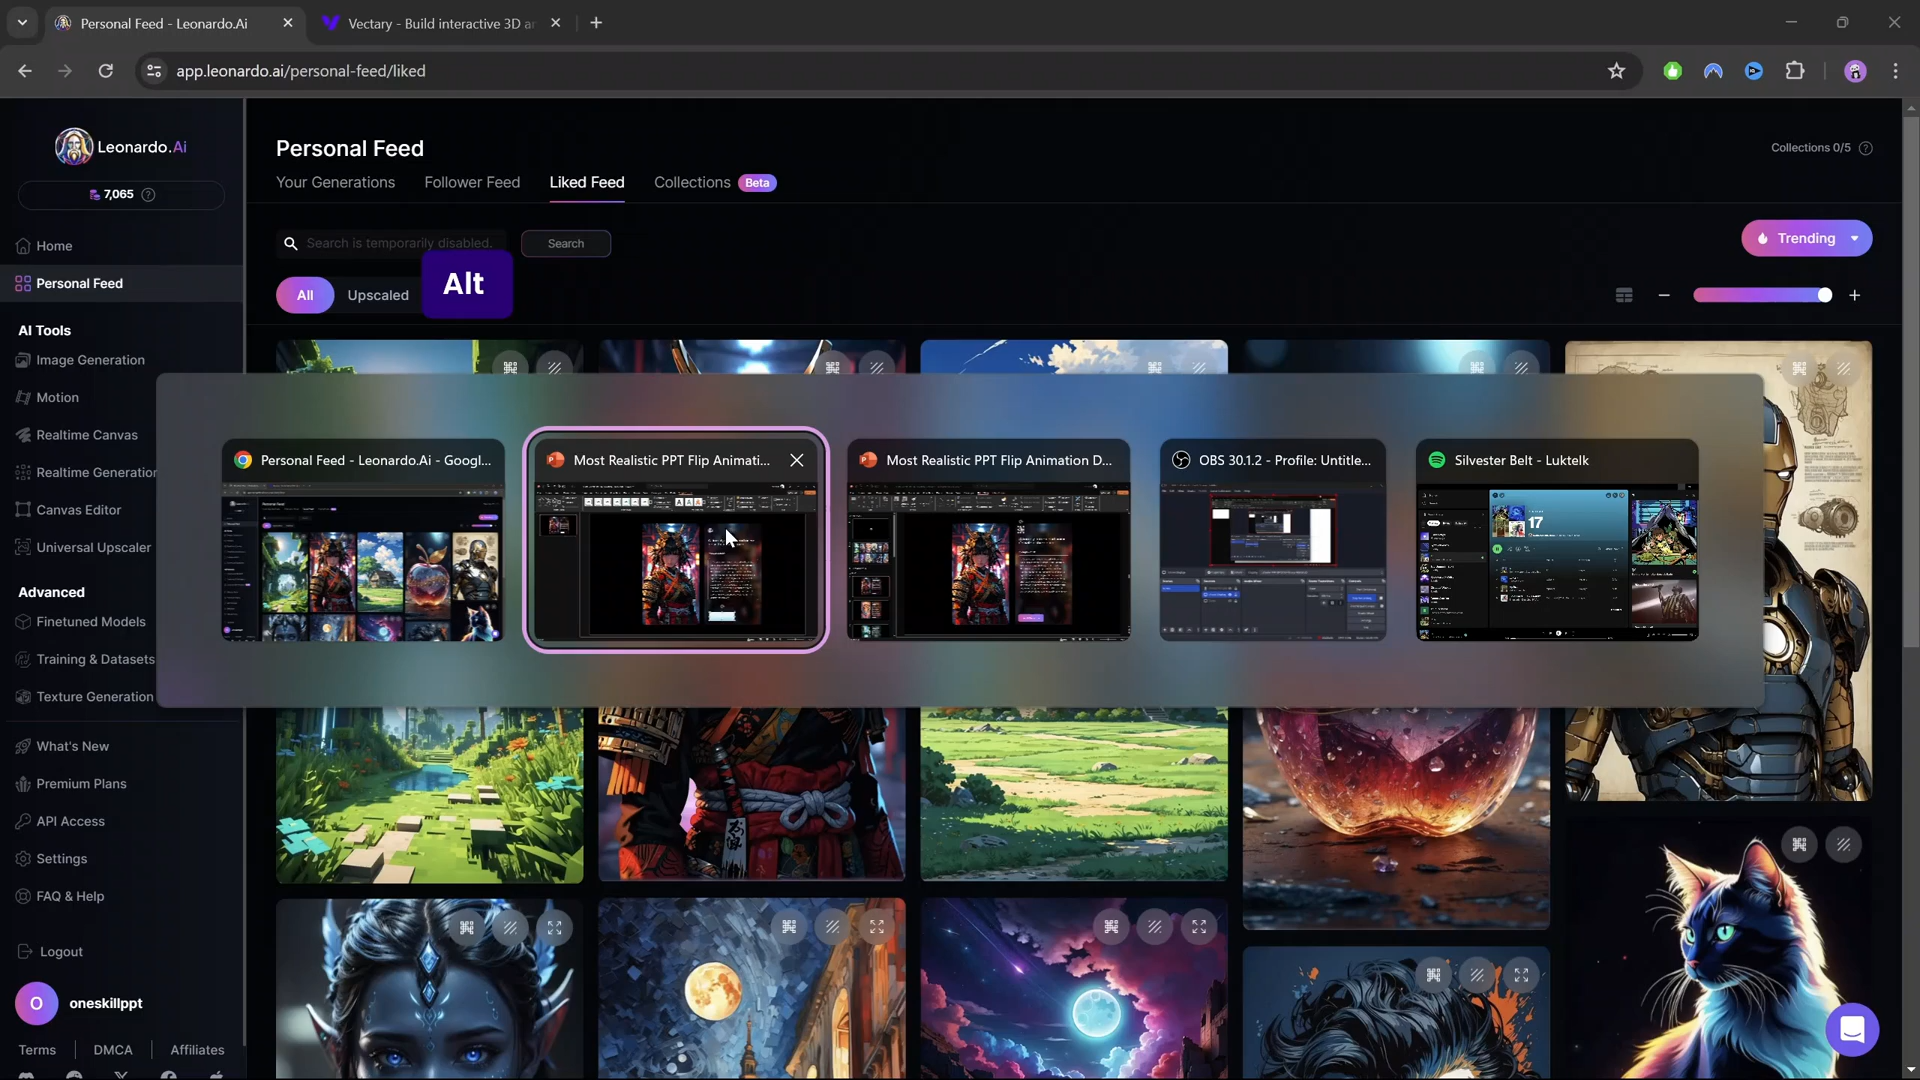 Personal Feed - Leonardo.Ai
Vectary - Build interactive 3D ar
app.leonardo.ai/personal-feed/liked
Leonardo.Ai
7,065
Home
Personal Feed
AI Tools
Image Generation
Motion
Realtime Canvas
Realtime Generation
Canvas Editor
Universal Upscaler
Advanced
Finetuned Models
Training & Datasets
Texture Generation
What's New
Premium Plans
API Access
Settings
FAQ & Help
Logout
O
oneskillppt
Terms
DMCA
Affiliates
Personal Feed
Collections 0/5
Your Generations
Follower Feed
Liked Feed
Collections
Beta
Search is temporarily disabled.
Search
Trending
All
Upscaled
Alt
Personal Feed - Leonardo.Ai - Googl...
Most Realistic PPT Flip Animati...
Most Realistic PPT Flip Animation D...
OBS 30.1.2 - Profile: Untitle...
Silvester Belt - Luktelk
17